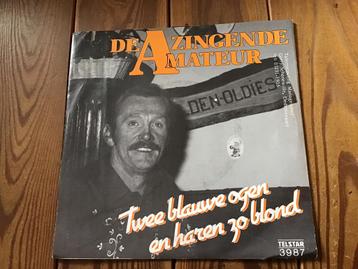 DE ZINGENDE
AMATEUR
DEN OLDIES
Twee blauwe ogen
en haren zo blond
TELSTAR
3987